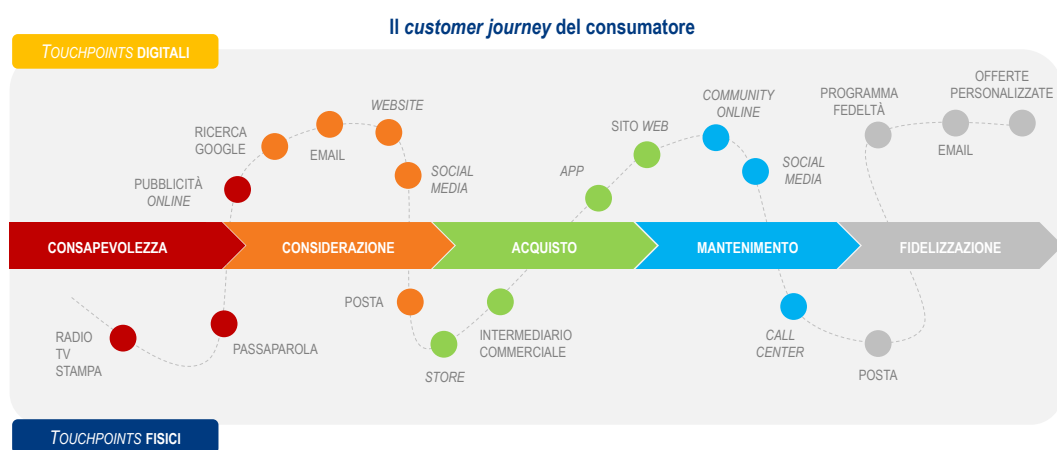 Il customer journey del consumatore
TOUCHPOINTS DIGITALI
PUBBLICITÀ
ONLINE
RICERCA
GOOGLE
EMAIL
WEBSITE
SOCIAL
MEDIA
APP
SITO WEB
COMMUNITY
ONLINE
SOCIAL
MEDIA
PROGRAMMA
FEDELTÀ
EMAIL
OFFERTE
PERSONALIZZATE
CONSAPEVOLEZZA
CONSIDERAZIONE
ACQUISTO
MANTENIMENTO
FIDELIZZAZIONE
RADIO
TV
STAMPA
PASSAPAROLA
POSTA
STORE
INTERMEDIARIO
COMMERCIALE
CALL
CENTER
POSTA
TOUCHPOINTS FISICI